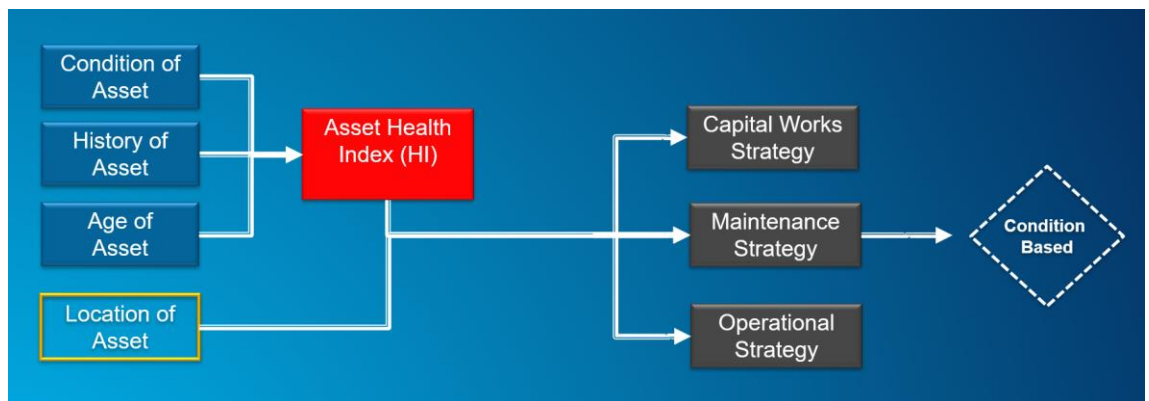 Condition of
Asset
History of
Asset
Age of
Asset
Location of
Asset
Asset Health
Index (HI)
Capital Works
Strategy
Maintenance
Strategy
Operational
Strategy
Condition
Based